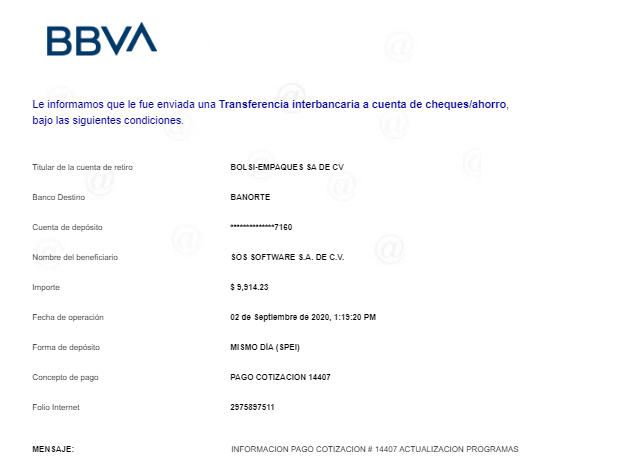 BBVA
Le informamos que le fue enviada una Transferencia interbancaria a cuenta de cheques/ahorro,
bajo las siguientes condiciones.
Titular de la cuenta de retiro BOLSI-EMPAQUES SA DE CV
Banco Destino BANORTE
Cuenta de depósito **************7160
Nombre del beneficiario SOS SOFTWARE S.A. DE C.V.
Importe $ 9,914.23
Fecha de operación 02 de Septiembre de 2020, 1:19:20 PM
Forma de depósito MISMO DÍA (SPEI)
Concepto de pago PAGO COTIZACION 14407
Folio Internet 2975897511
MENSAJE: INFORMACION PAGO COTIZACION # 14407 ACTUALIZACION PROGRAMAS